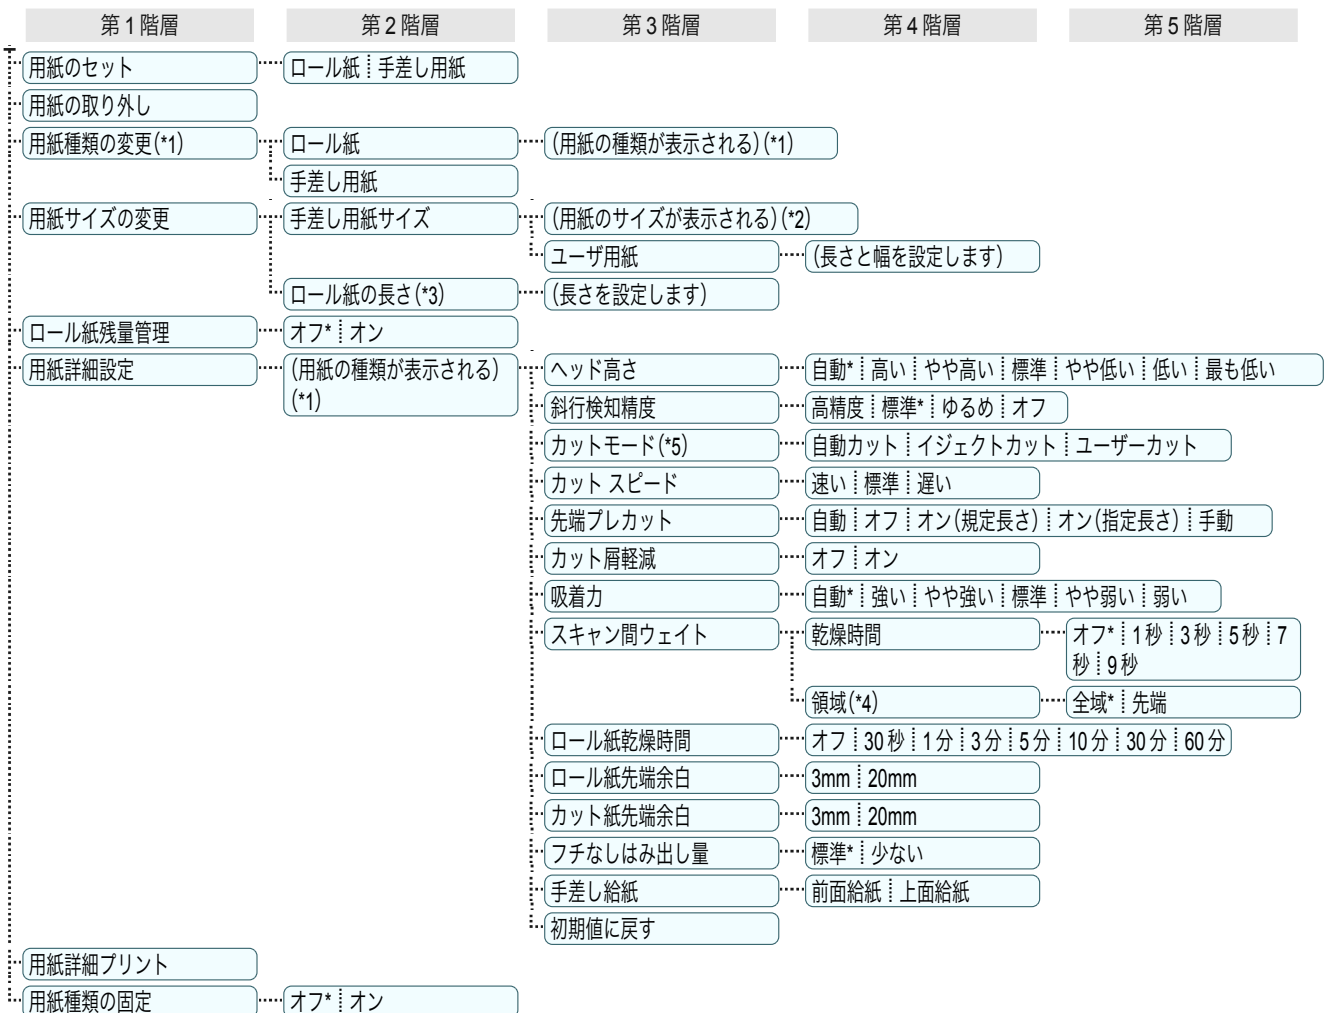 第1階層 第2階層 第3階層 第4階層 第5階層
用紙のセット ロール紙 手差し用紙
用紙の取り外し
用紙種類の変更(*1) ロール紙 (用紙の種類が表示される)(*1)
手差し用紙
用紙サイズの変更 手差し用紙サイズ (用紙のサイズが表示される)(*2)
ユーザ用紙 (長さと幅を設定します)
ロール紙の長さ(*3) (長さを設定します)
ロール紙残量管理 オフ* オン
用紙詳細設定 (用紙の種類が表示される) ヘッド高さ 自動* 高い やや高い 標準 やや低い 低い 最も低い
(*1)
斜行検知精度 高精度 標準* ゆるめ オフ
カットモード(*5) 自動カット イジェクトカット ユーザーカット
カット スピード 速い 標準 遅い
先端プレカット 自動 オフ オン(規定長さ) オン(指定長さ) 手動
カット屑軽減 オフ オン
吸着力 自動* 強い やや強い 標準 やや弱い 弱い
スキャン間ウェイト 乾燥時間 オフ* 1秒 3秒 5秒 7
秒 9秒
領域(*4) 全域* 先端
ロール紙乾燥時間 オフ 30秒 1分 3分 5分 10分 30分 60分
ロール紙先端余白 3mm 20mm
カット紙先端余白 3mm 20mm
フチなしはみ出し量 標準* 少ない
手差し給紙 前面給紙 上面給紙
初期値に戻す
用紙詳細プリント
用紙種類の固定 オフ* オン